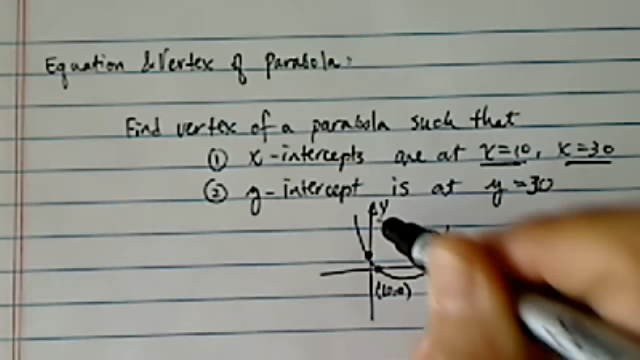 Equation & Vertex of Parabola:
Find vertex of a parabola such that
① x-intercepts are at x=10, x=30
② y-intercept is at y=30
y
(10,0)